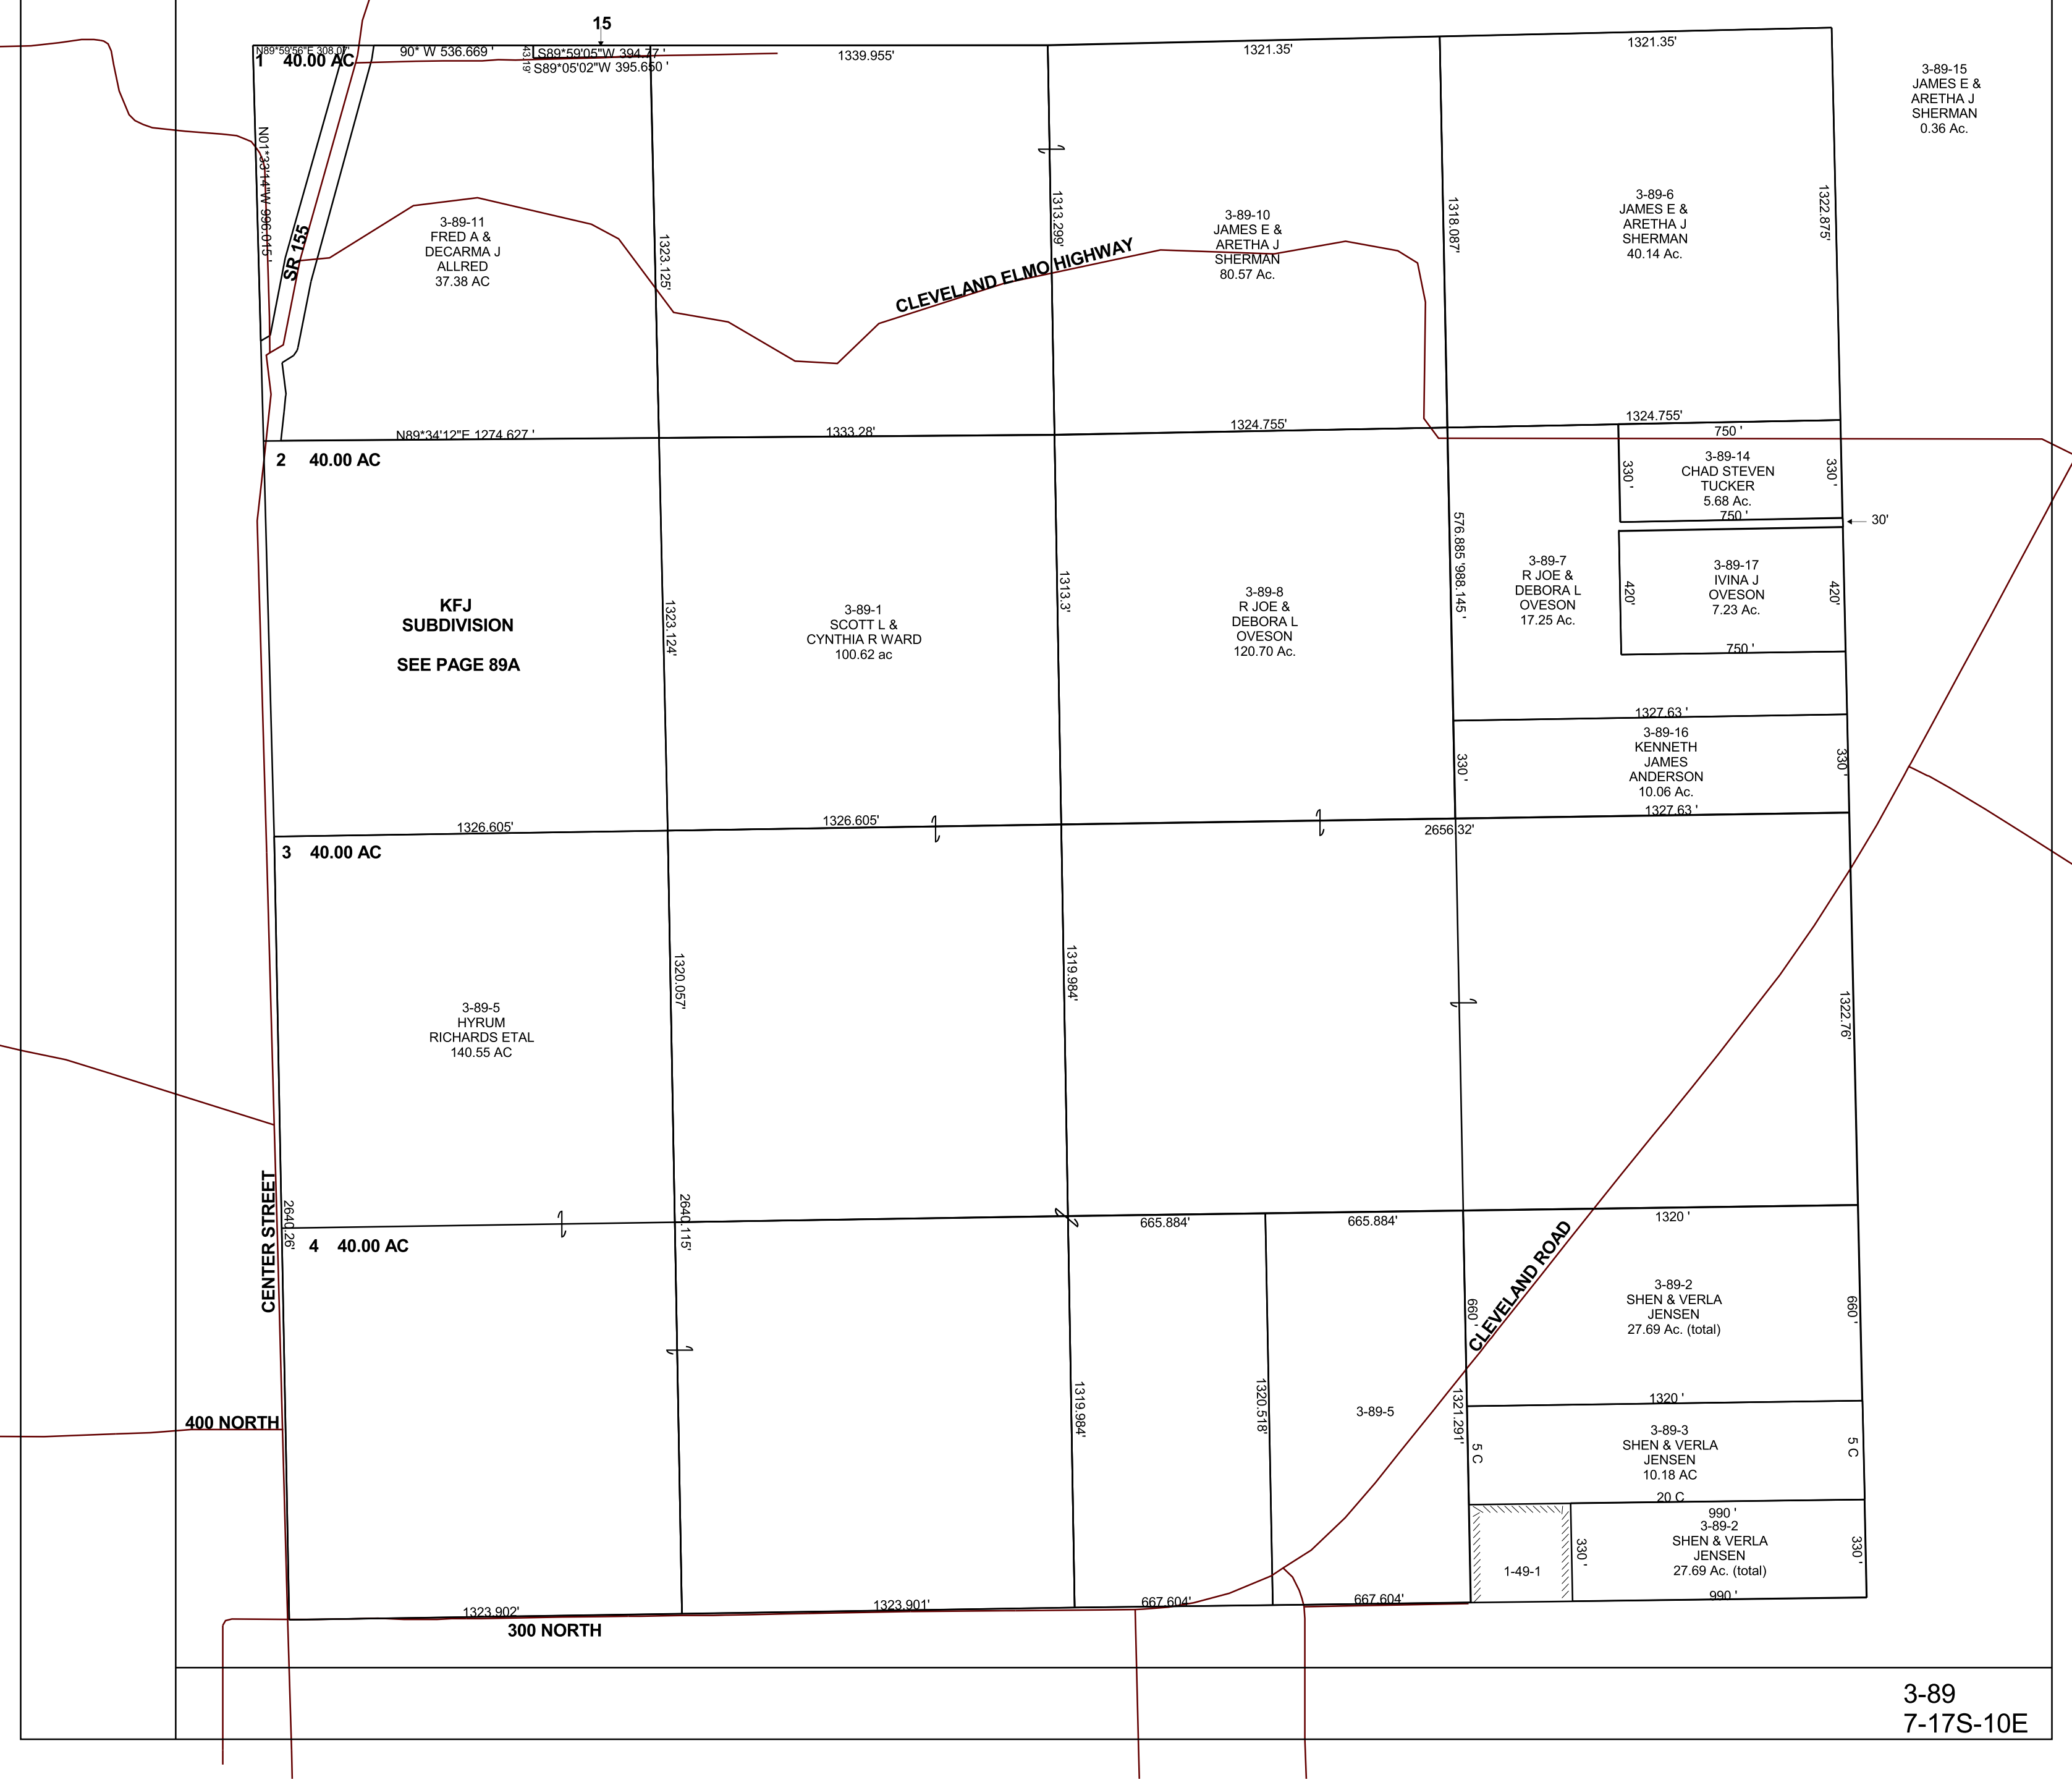 15
N89*59'56"E 308.07'
90* W 536.669 '
43.19'
S89*59'05"W 394.77 '
S89*05'02"W 395.650 '
1339.955'
1321.35'
1321.35'
1 40.00 AC
3-89-15
JAMES E &
ARETHA J
SHERMAN
0.36 Ac.
N01*33'14"W 996.015 '
SR 155
3-89-11
FRED A &
DECARMA J
ALLRED
37.38 AC
1323.125'
1313.299'
CLEVELAND ELMO HIGHWAY
3-89-10
JAMES E &
ARETHA J
SHERMAN
80.57 Ac.
1318.087'
3-89-6
JAMES E &
ARETHA J
SHERMAN
40.14 Ac.
1322.875'
N89*34'12"E 1274.627 '
1333.28'
1324.755'
1324.755'
750 '
2 40.00 AC
330 '
3-89-14
CHAD STEVEN
TUCKER
5.68 Ac.
750 '
330 '
30'
KFJ
SUBDIVISION
SEE PAGE 89A
1323.124'
3-89-1
SCOTT L &
CYNTHIA R WARD
100.62 ac
1313.3'
3-89-8
R JOE &
DEBORA L
OVESON
120.70 Ac.
576.885 '988.145 '
3-89-7
R JOE &
DEBORA L
OVESON
17.25 Ac.
420'
3-89-17
IVINA J
OVESON
7.23 Ac.
420'
750 '
1327.63 '
330 '
3-89-16
KENNETH
JAMES
ANDERSON
10.06 Ac.
330 '
1327.63 '
1326.605'
1326.605'
2656.32'
3 40.00 AC
3-89-5
HYRUM
RICHARDS ETAL
140.55 AC
1320.057'
1319.984'
1322.76'
CENTER STREET
2640.26'
4 40.00 AC
2640.115'
665.884'
665.884'
1320 '
CLEVELAND ROAD
660 '
3-89-2
SHEN & VERLA
JENSEN
27.69 Ac. (total)
660 '
1320 '
400 NORTH
1319.984'
1320.518'
3-89-5
1321.291'
5 C
3-89-3
SHEN & VERLA
JENSEN
10.18 AC
5 C
20 C
990 '
1-49-1
330 '
3-89-2
SHEN & VERLA
JENSEN
27.69 Ac. (total)
330 '
990 '
1323.902'
1323.901'
667.604'
667.604'
300 NORTH
3-89
7-17S-10E